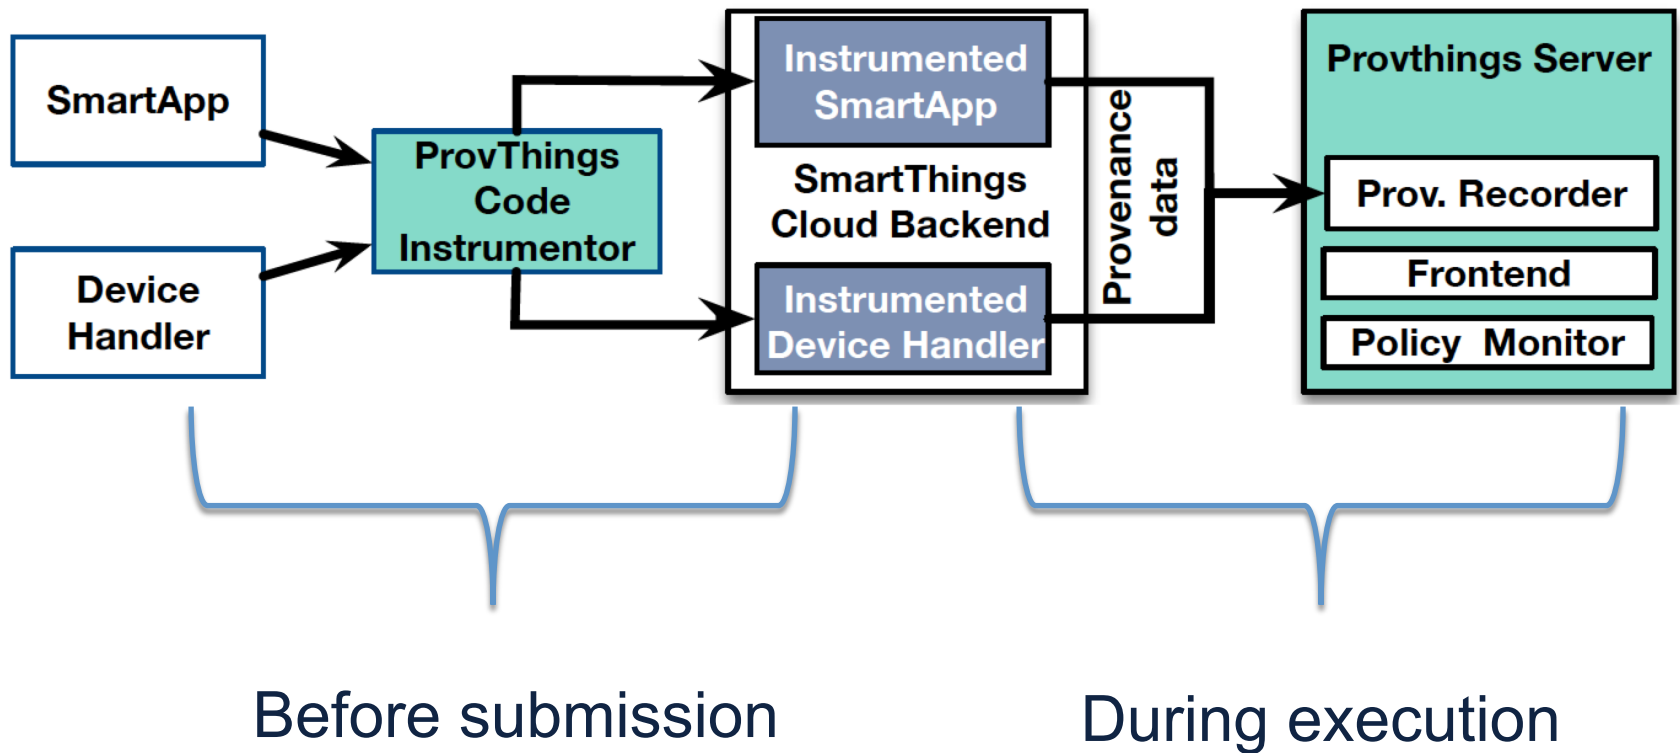 SmartApp
Device
Handler
ProvThings
Code
Instrumentor
Instrumented
SmartApp
SmartThings
Cloud Backend
Instrumented
Device Handler
Provenance
data
Provthings Server
Prov. Recorder
Frontend
Policy Monitor
Before submission
During execution